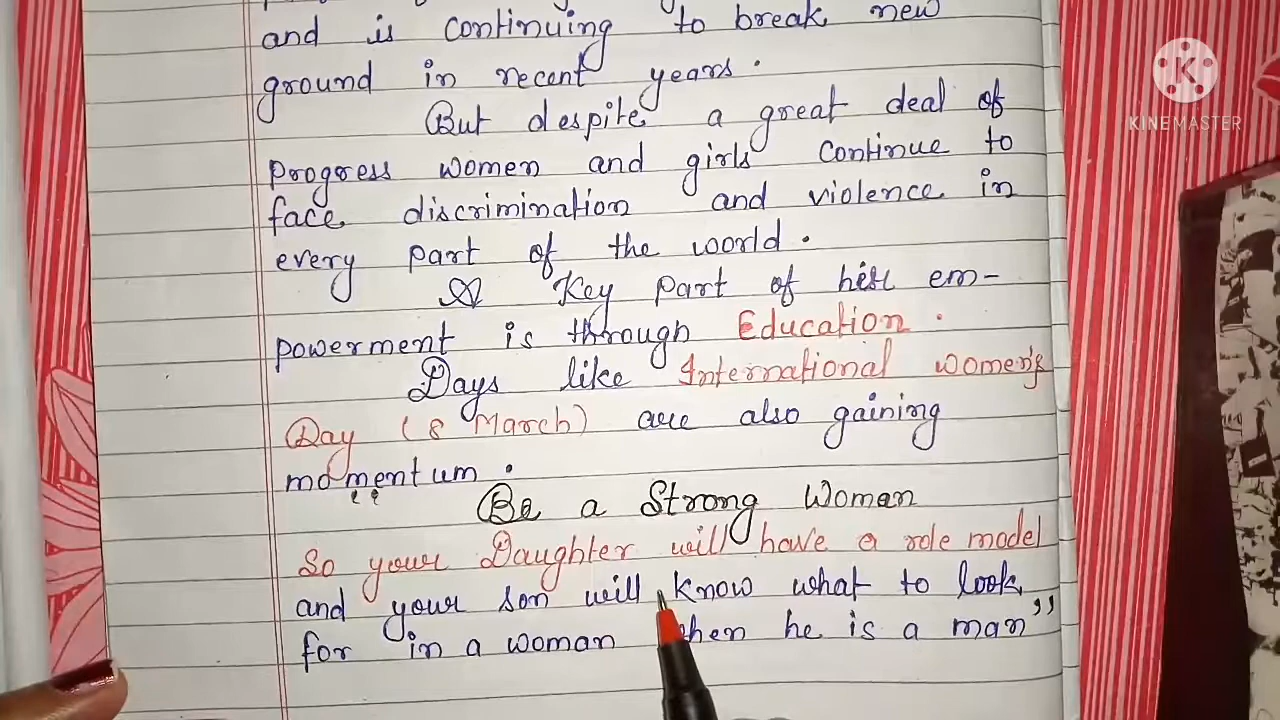 and is continuing to break new
ground in recent years.
But despite a great deal of
Progress women and girls continue to
face discrimination and violence in
every part of the world.
A Key part of her em-
powerment is through Education.
Days like International women's
Day (8 March) are also gaining
momentum.
“Be a Strong Woman
So your Daughter will have a role model
and your son will know what to look
for in a woman when he is a man”
KINEMASTER